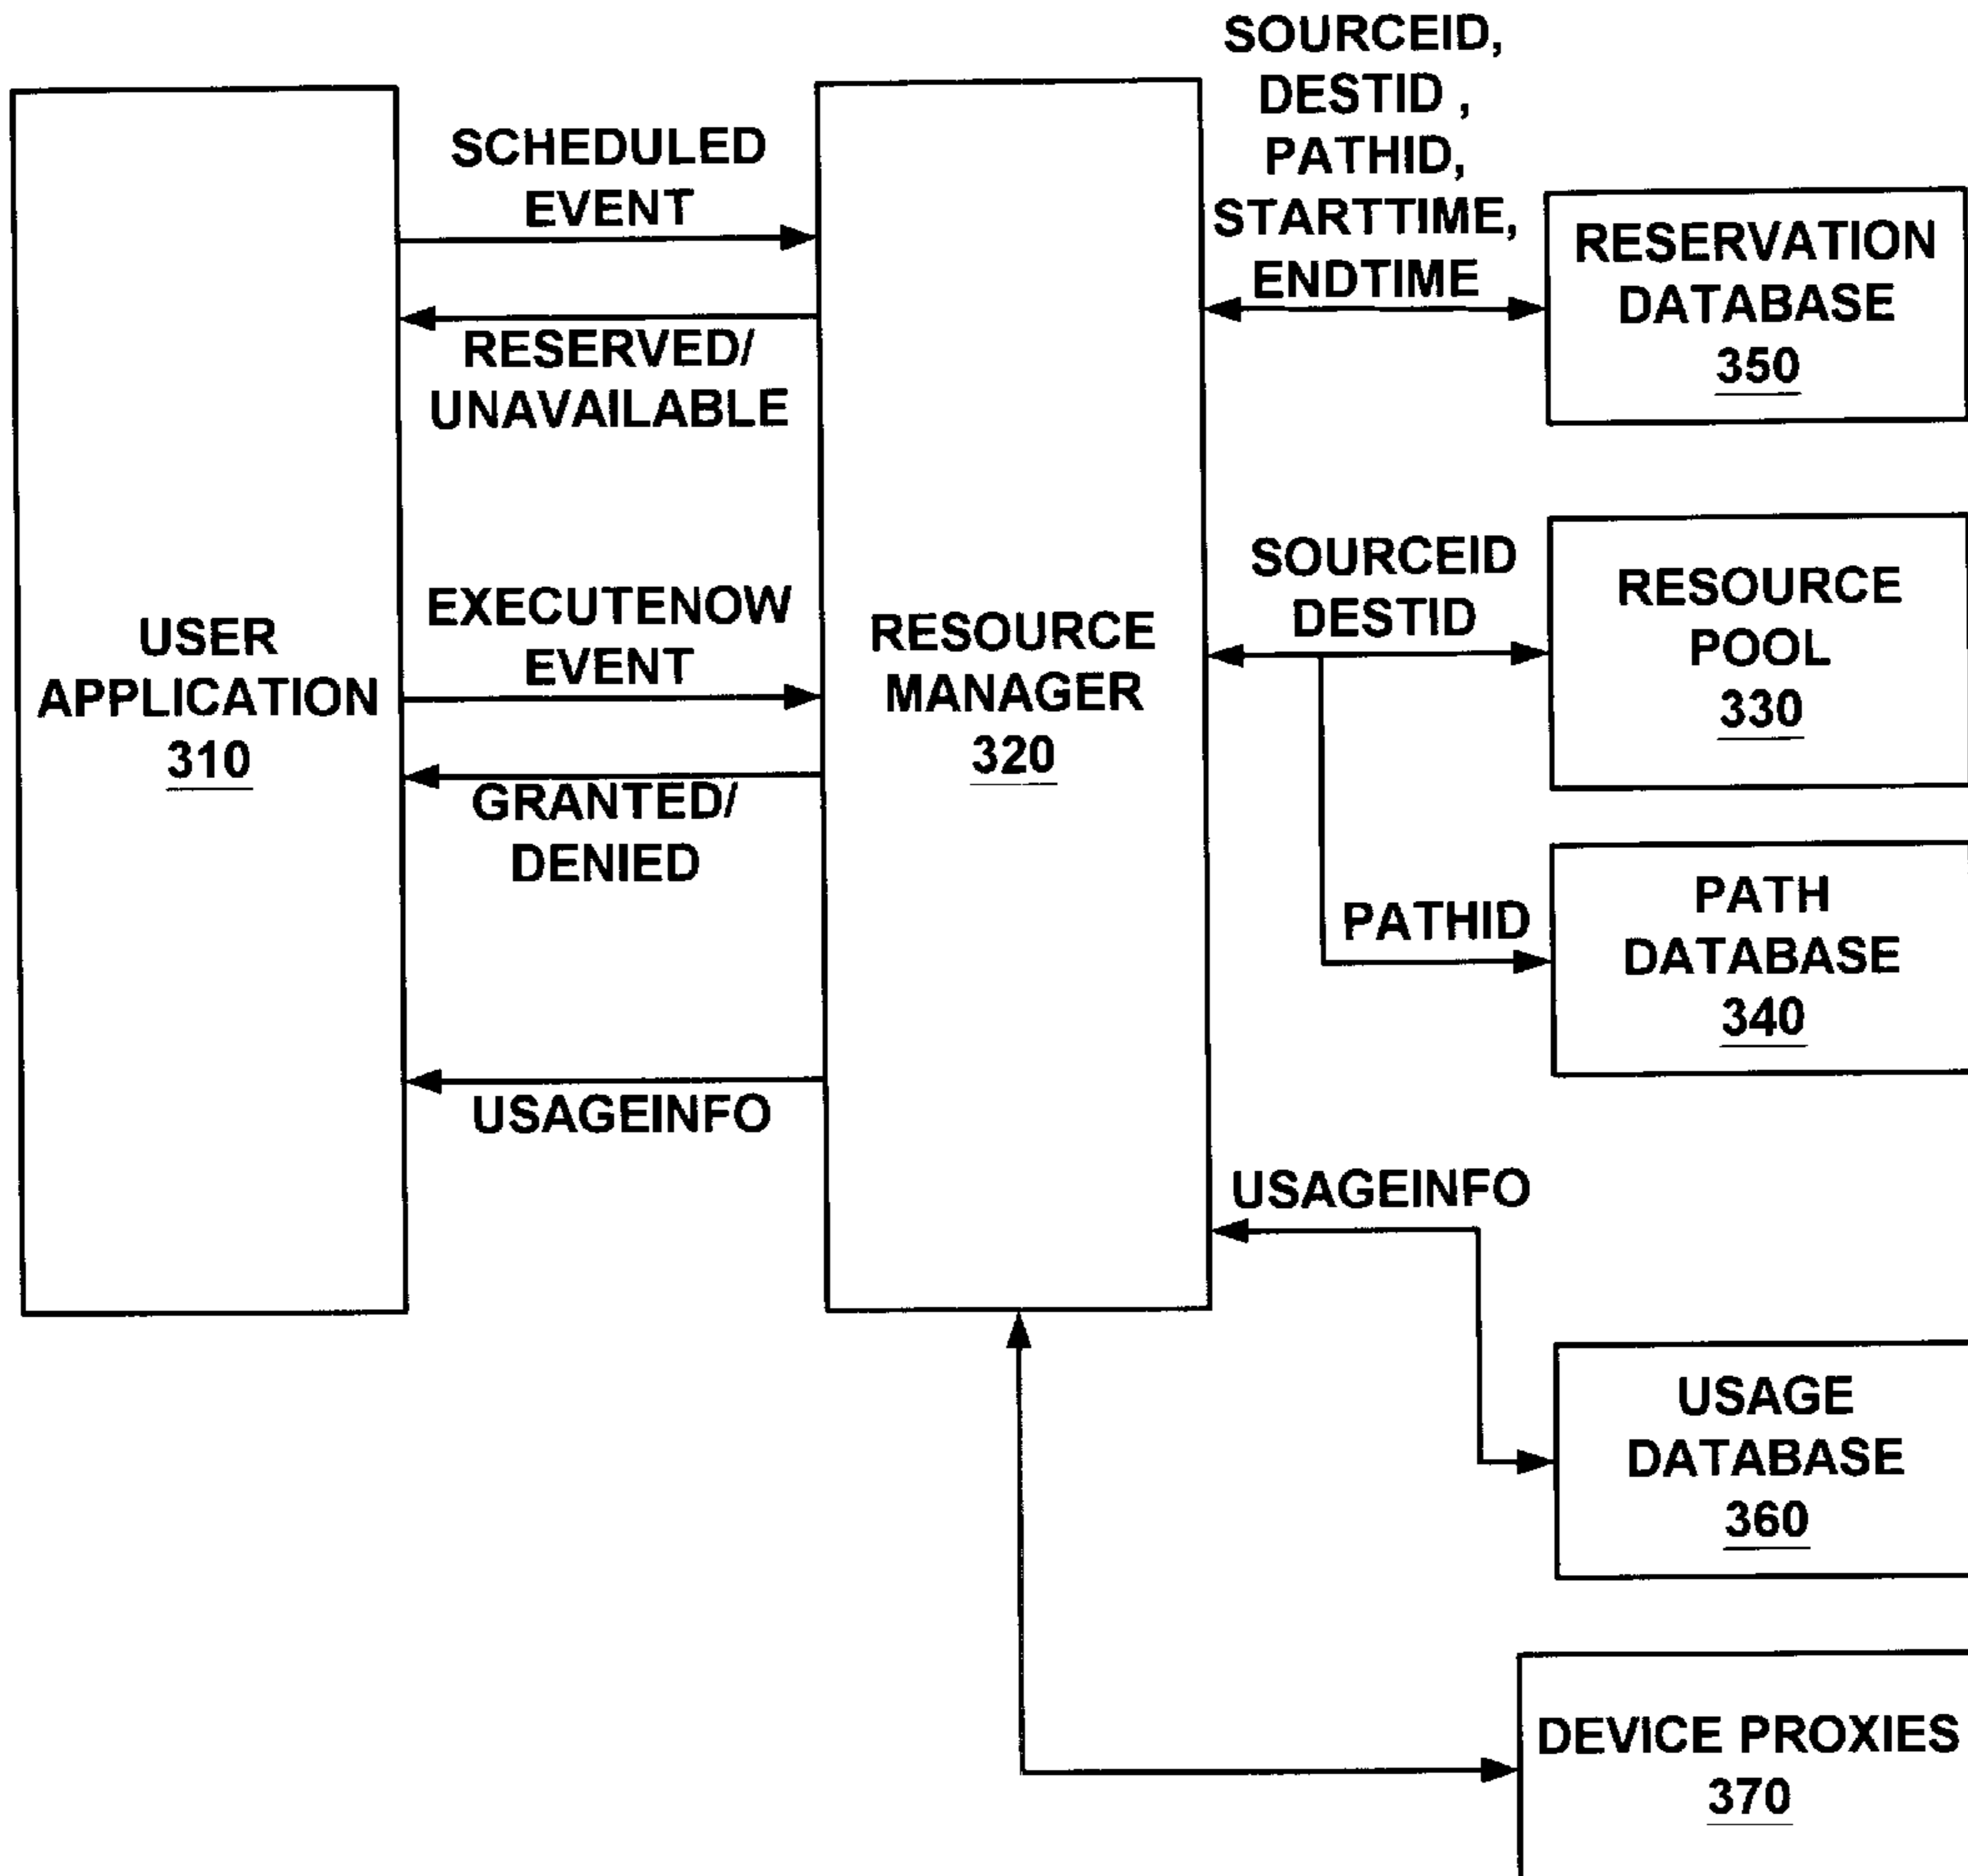 USER
APPLICATION
310
SCHEDULED
EVENT
RESERVED/
UNAVAILABLE
EXECUTENOW
EVENT
GRANTED/
DENIED
USAGEINFO
RESOURCE
MANAGER
320
SOURCEID,
DESTID ,
PATHID,
STARTTIME,
ENDTIME
RESERVATION
DATABASE
350
SOURCEID
DESTID
RESOURCE
POOL
330
PATHID
PATH
DATABASE
340
USAGEINFO
USAGE
DATABASE
360
DEVICE PROXIES
370